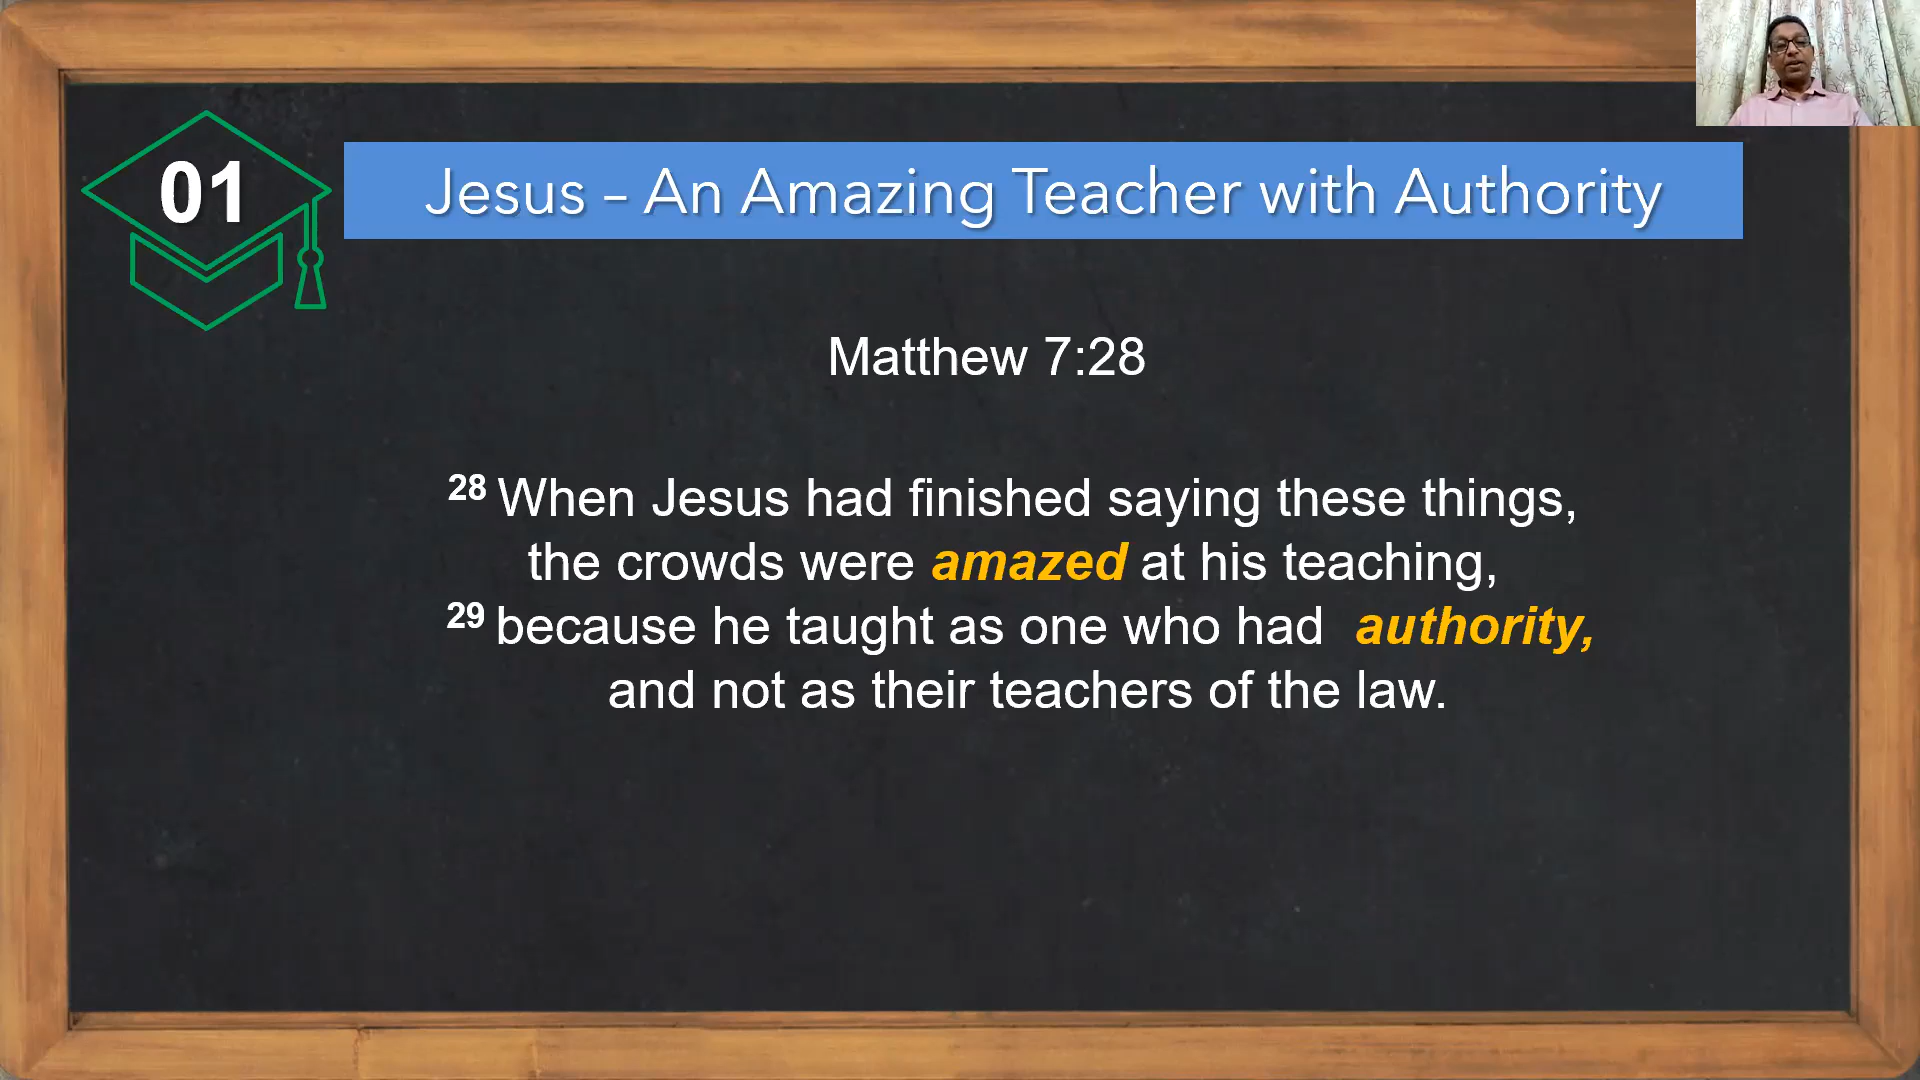 01
Jesus – An Amazing Teacher with Authority
Matthew 7:28
28 When Jesus had finished saying these things,
the crowds were amazed at his teaching,
29 because he taught as one who had authority,
and not as their teachers of the law.